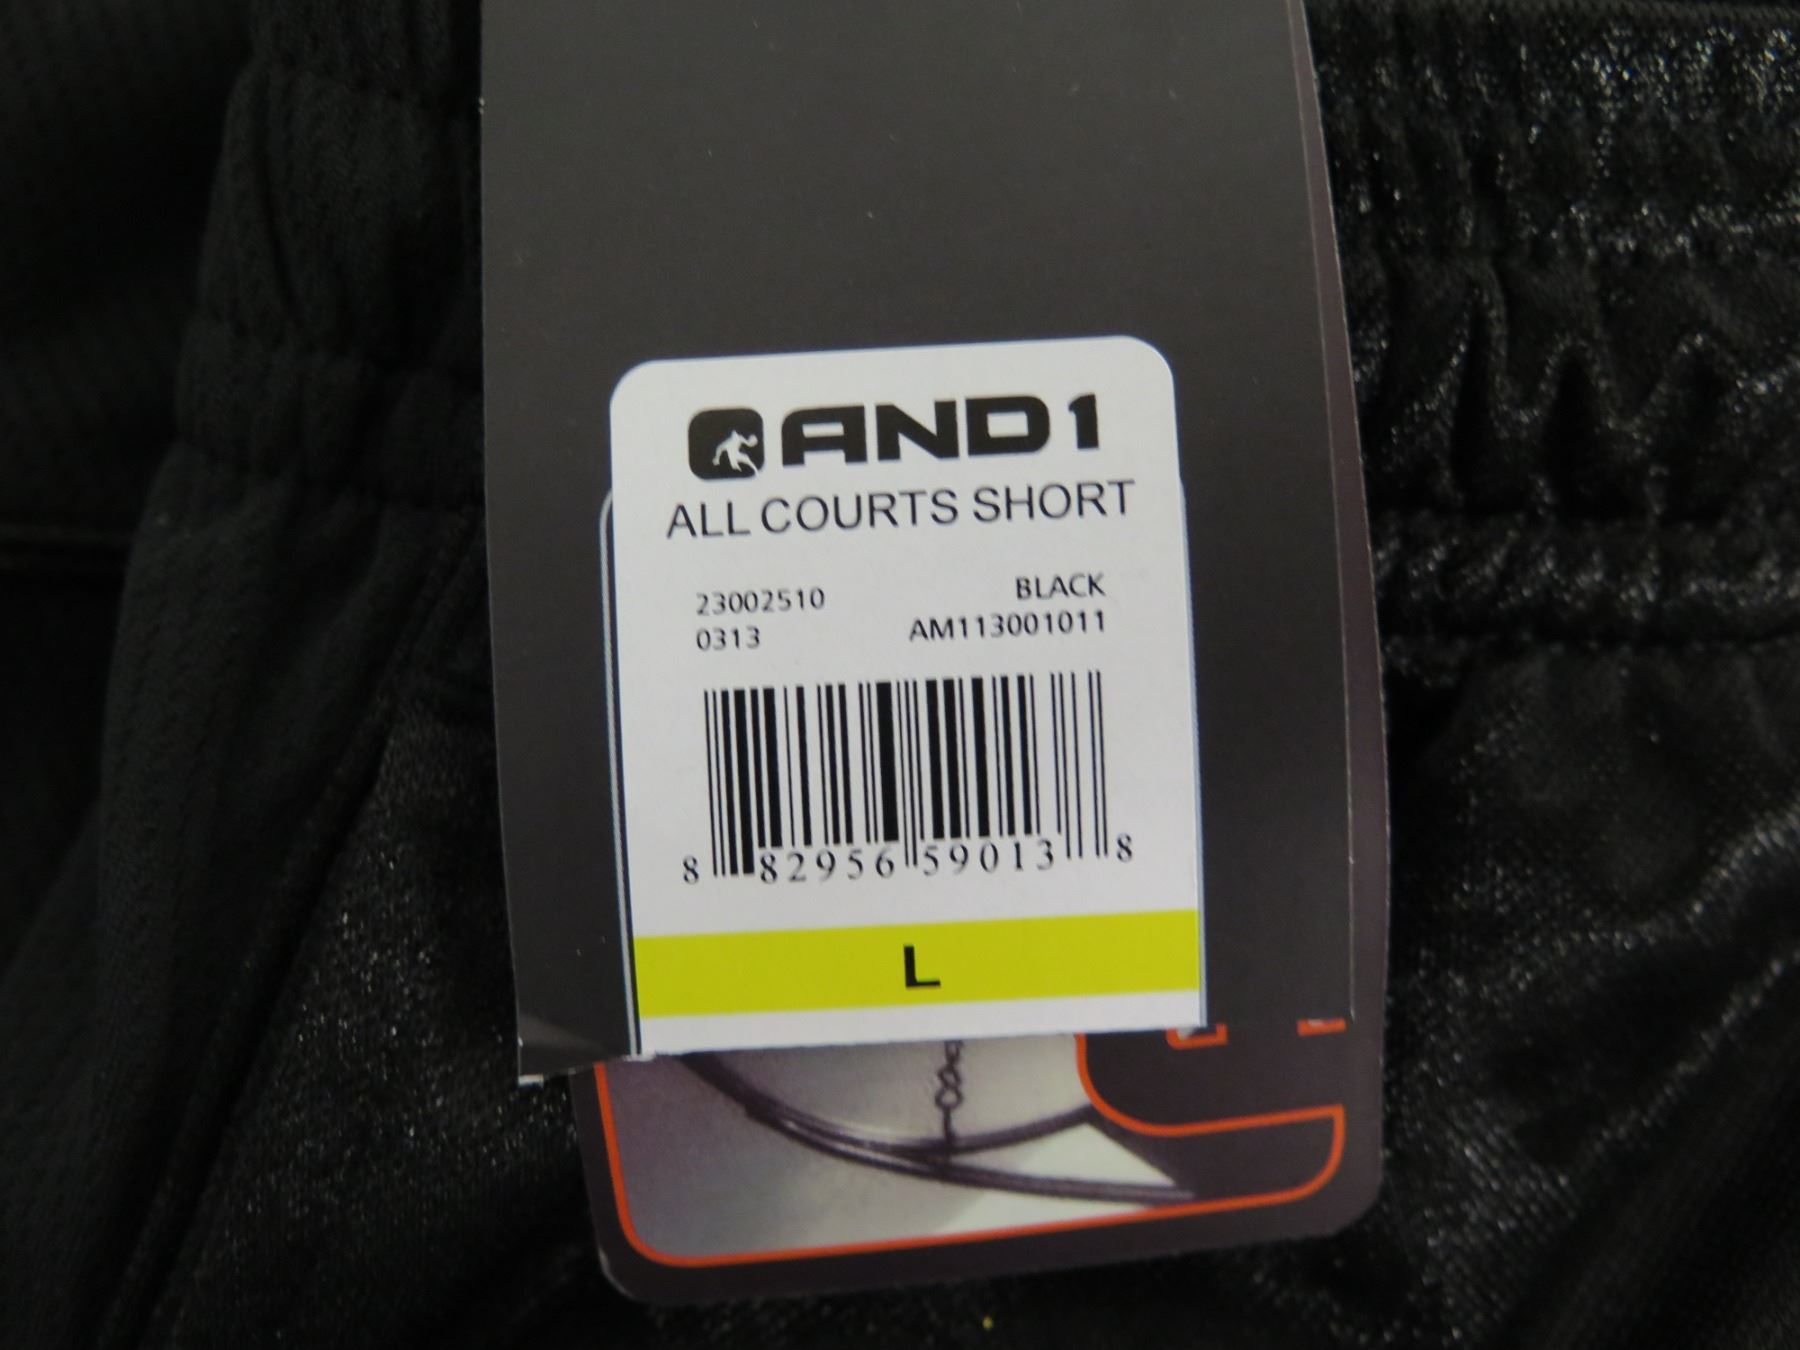 AND1
ALL COURTS SHORT
23002510 BLACK
0313 AM113001011
8 82956 59013 8
L